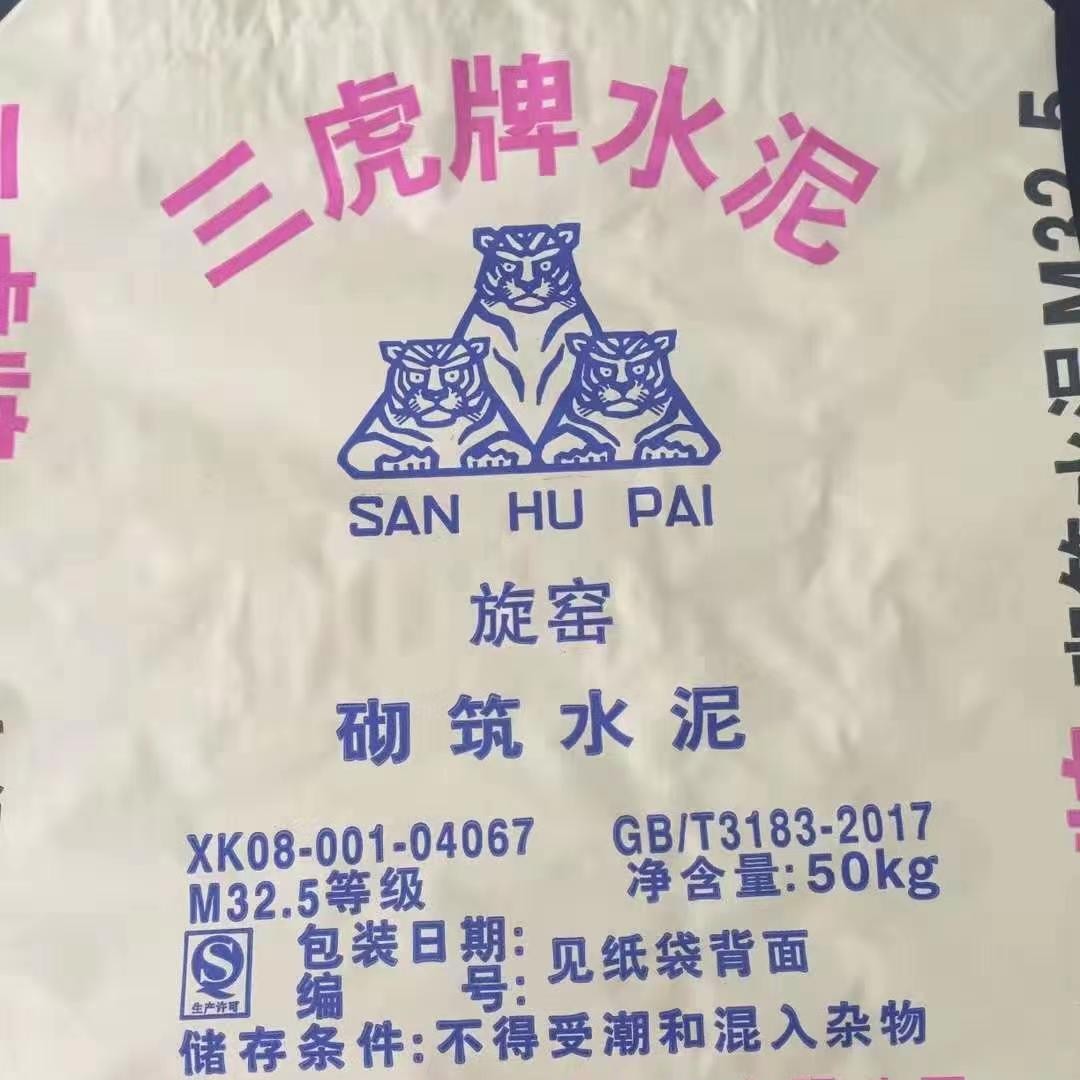 三虎牌水泥
SAN HU PAI
旋窑
砌筑水泥
XK08-001-04067 GB/T3183-2017
M32.5等级 净含量:50kg
生产许可
包装日期: 见纸袋背面
编 号:
储存条件:不得受潮和混入杂物
M32.5